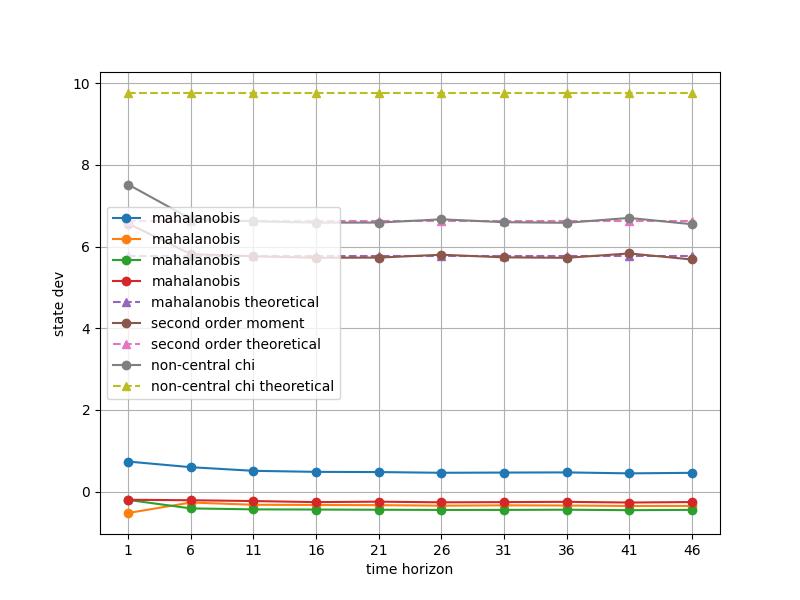 10
8
6
4
2
0
state dev
mahalanobis
mahalanobis
mahalanobis
mahalanobis
mahalanobis theoretical
second order moment
second order theoretical
non-central chi
non-central chi theoretical
1 6 11 16 21 26 31 36 41 46
time horizon